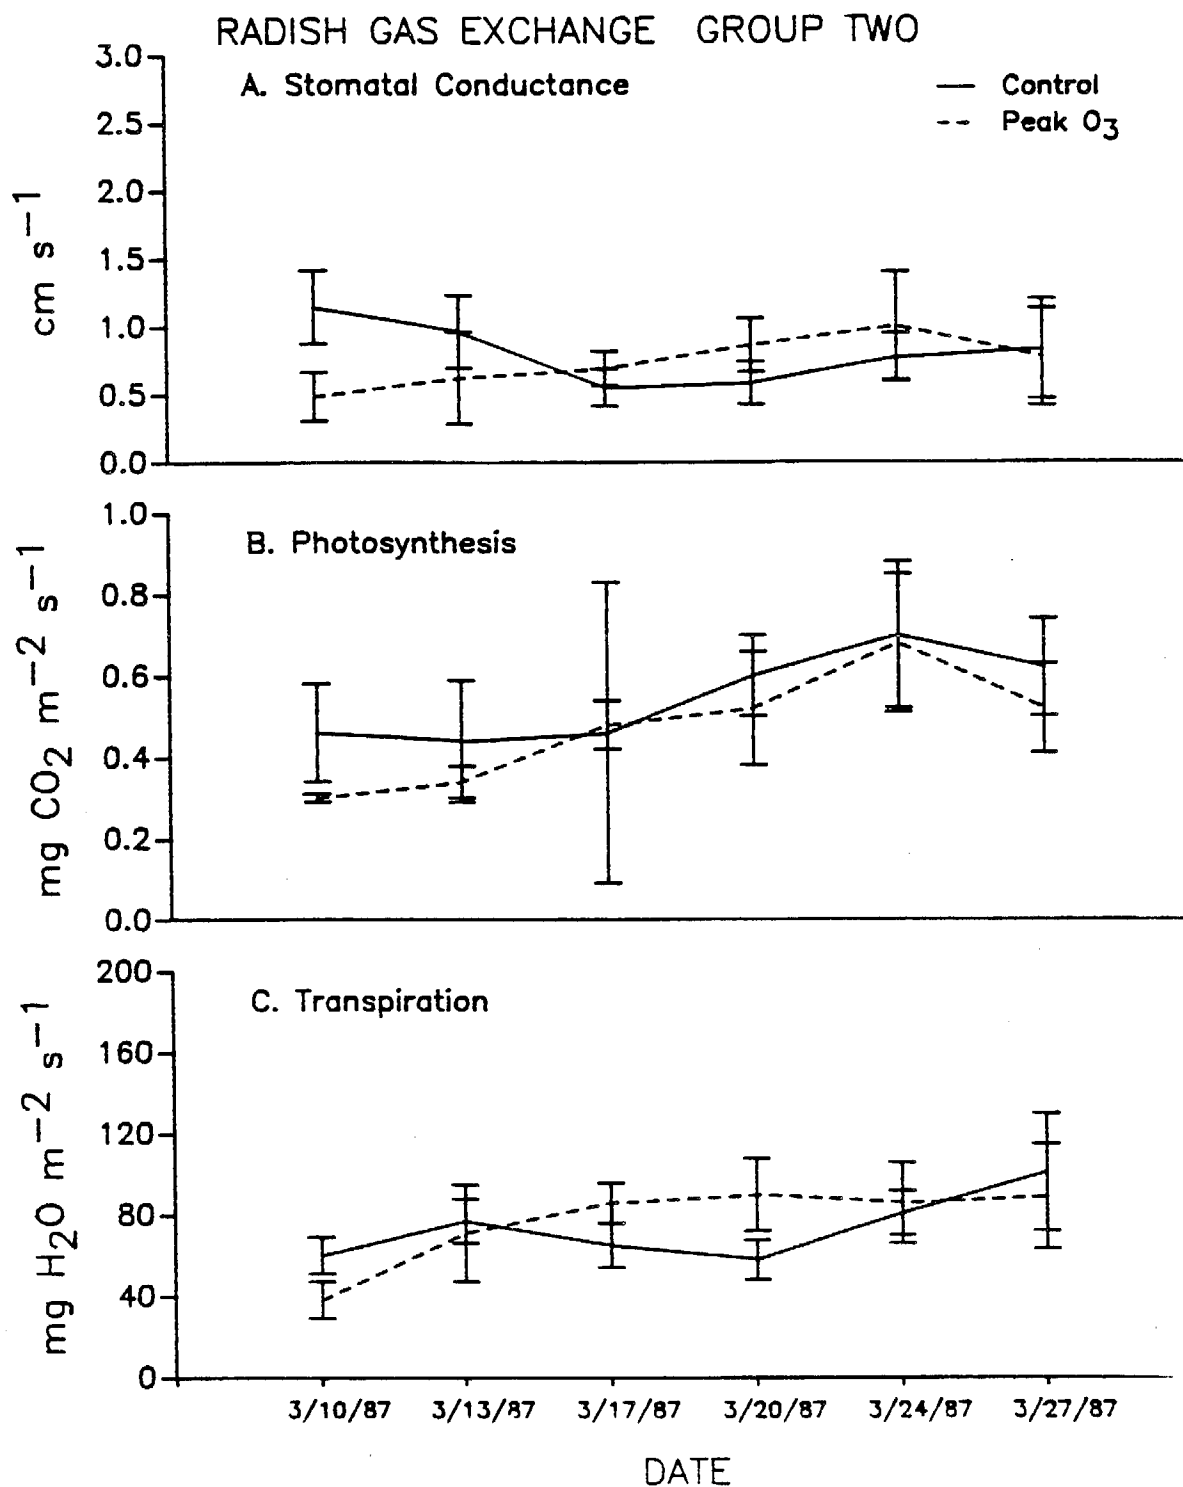 RADISH GAS EXCHANGE GROUP TWO
A. Stomatal Conductance
Control
Peak O3
3.0
2.5
2.0
1.5
1.0
0.5
0.0
cm s−1
B. Photosynthesis
1.0
0.8
0.6
0.4
0.2
0.0
mg CO2 m−2 s−1
C. Transpiration
200
160
120
80
40
0
mg H2O m−2 s−1
3/10/87 3/13/87 3/17/87 3/20/87 3/24/87 3/27/87
DATE